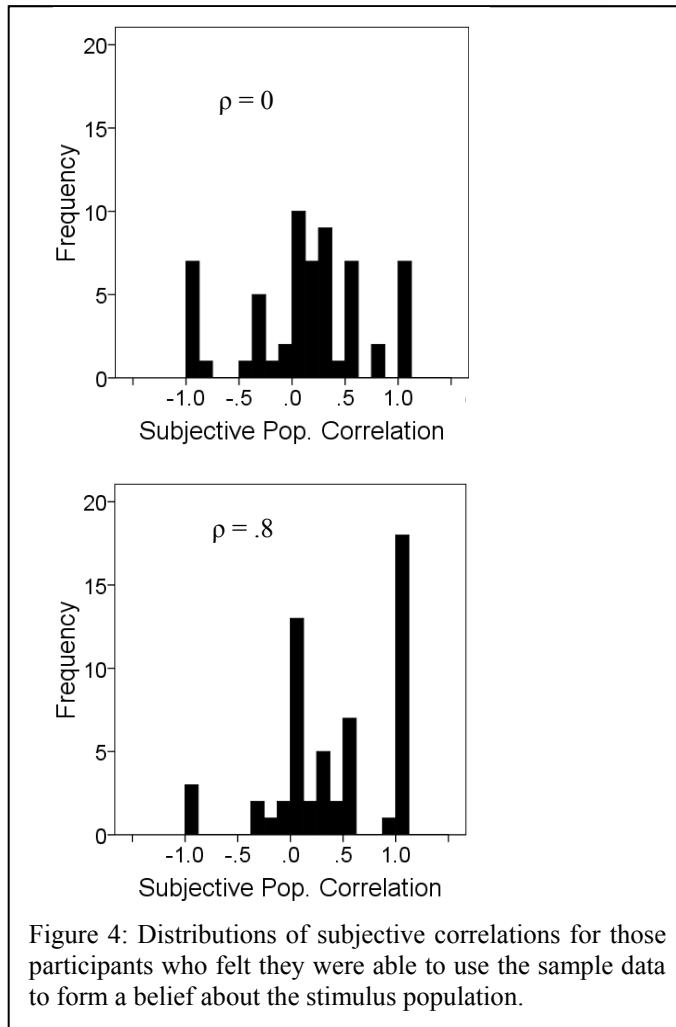 20
ρ = 0
15
Frequency
10
5
0
-1.0 -.5 .0 .5 1.0
Subjective Pop. Correlation
20
ρ = .8
15
Frequency
10
5
0
-1.0 -.5 .0 .5 1.0
Subjective Pop. Correlation
Figure 4: Distributions of subjective correlations for those
participants who felt they were able to use the sample data
to form a belief about the stimulus population.